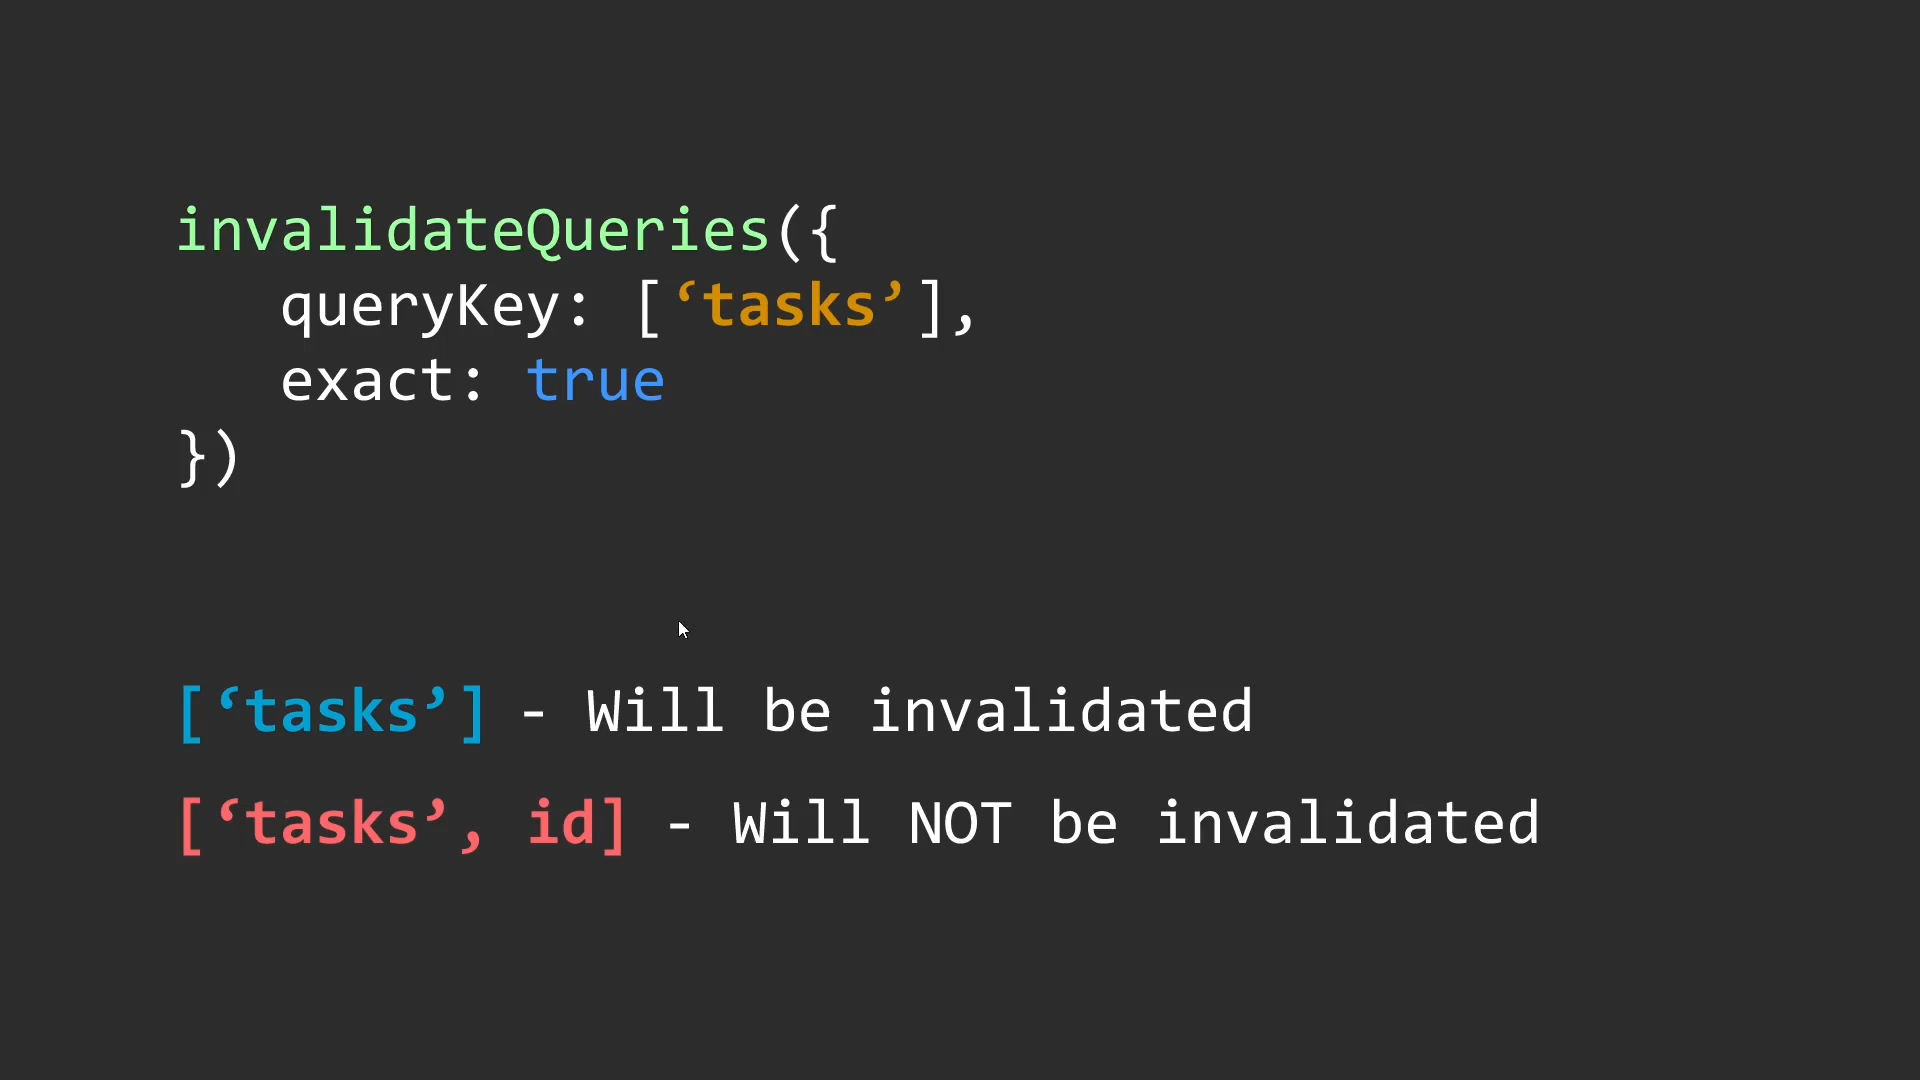 invalidateQueries({
   queryKey: [‘tasks’],
   exact: true
})
[‘tasks’] - Will be invalidated
[‘tasks’, id] - Will NOT be invalidated